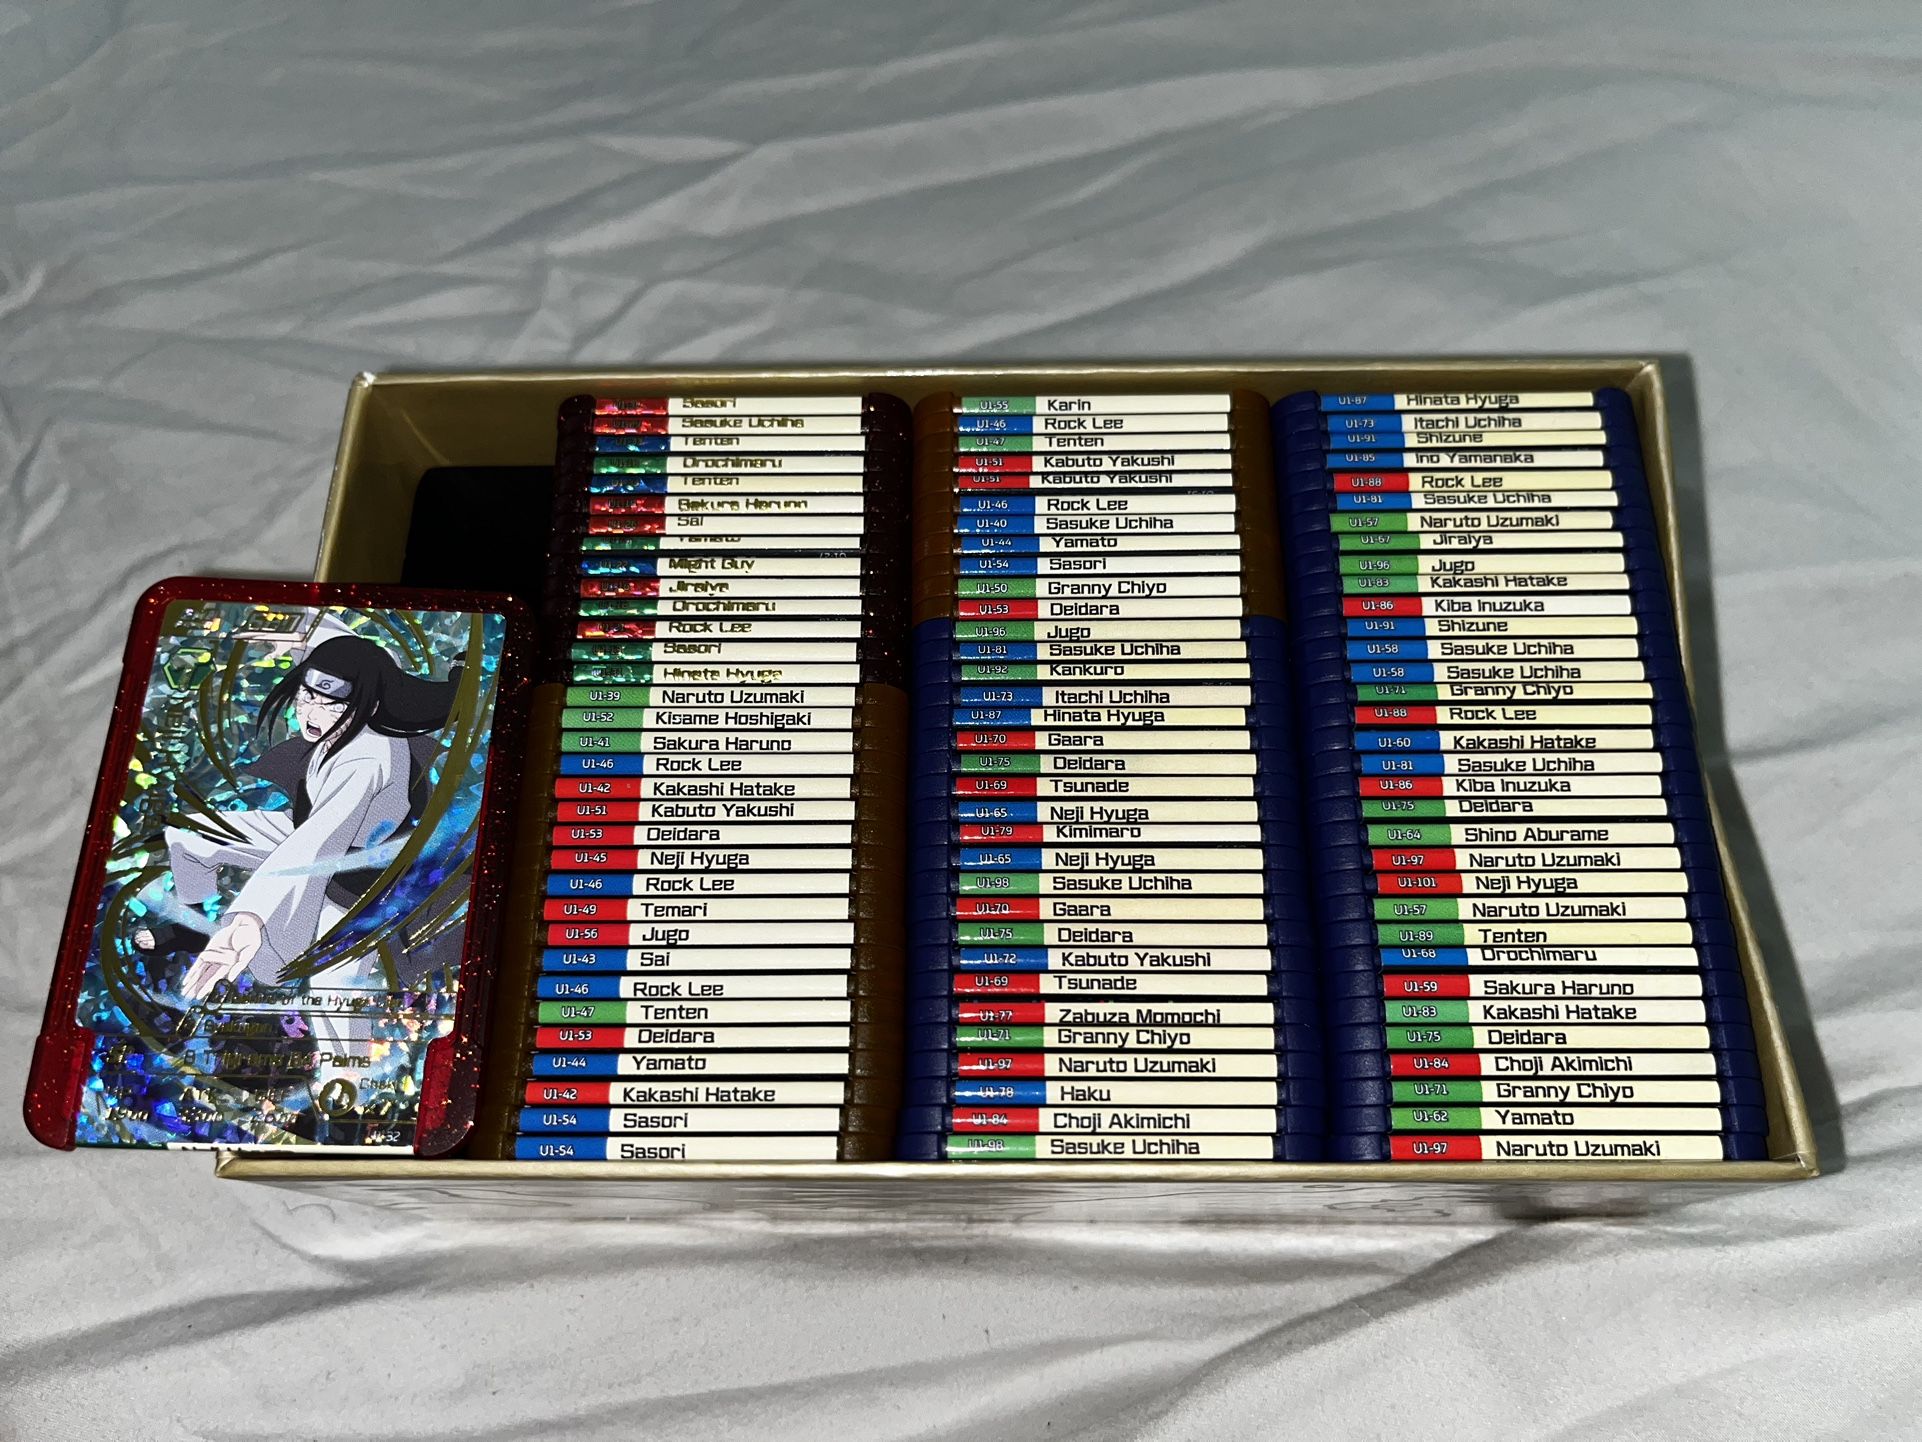 Sasori
Sasuke Uchiha
Tenten
Orochimaru
Tenten
Sakura Haruno
Sai
Yamato
Might Guy
Jiraiya
Orochimaru
Rock Lee
Sasori
Hinata Hyuga
U1-39 Naruto Uzumaki
U1-52 Kisame Hoshigaki
U1-41 Sakura Haruno
U1-46 Rock Lee
U1-42 Kakashi Hatake
U1-51 Kabuto Yakushi
U1-53 Deidara
U1-45 Neji Hyuga
U1-46 Rock Lee
U1-49 Temari
U1-56 Jugo
U1-43 Sai
U1-46 Rock Lee
U1-47 Tenten
U1-53 Deidara
U1-44 Yamato
U1-42 Kakashi Hatake
U1-54 Sasori
U1-54 Sasori
U1-55 Karin
U1-46 Rock Lee
U1-47 Tenten
U1-51 Kabuto Yakushi
U1-51 Kabuto Yakushi
U1-46 Rock Lee
U1-40 Sasuke Uchiha
U1-44 Yamato
U1-54 Sasori
U1-50 Granny Chiyo
U1-53 Deidara
U1-96 Jugo
U1-81 Sasuke Uchiha
U1-92 Kankuro
U1-73 Itachi Uchiha
U1-87 Hinata Hyuga
U1-70 Gaara
U1-75 Deidara
U1-69 Tsunade
U1-65 Neji Hyuga
U1-79 Kimimaro
U1-65 Neji Hyuga
U1-98 Sasuke Uchiha
U1-70 Gaara
U1-75 Deidara
U1-72 Kabuto Yakushi
U1-69 Tsunade
U1-77 Zabuza Momochi
U1-71 Granny Chiyo
U1-97 Naruto Uzumaki
U1-78 Haku
U1-84 Choji Akimichi
U1-98 Sasuke Uchiha
U1-87 Hinata Hyuga
U1-73 Itachi Uchiha
U1-91 Shizune
U1-85 Ino Yamanaka
U1-88 Rock Lee
U1-81 Sasuke Uchiha
U1-57 Naruto Uzumaki
U1-67 Jiraiya
U1-96 Jugo
U1-83 Kakashi Hatake
U1-86 Kiba Inuzuka
U1-91 Shizune
U1-58 Sasuke Uchiha
U1-58 Sasuke Uchiha
U1-71 Granny Chiyo
U1-88 Rock Lee
U1-60 Kakashi Hatake
U1-81 Sasuke Uchiha
U1-86 Kiba Inuzuka
U1-75 Deidara
U1-64 Shino Aburame
U1-97 Naruto Uzumaki
U1-101 Neji Hyuga
U1-57 Naruto Uzumaki
U1-89 Tenten
U1-68 Orochimaru
U1-59 Sakura Haruno
U1-83 Kakashi Hatake
U1-75 Deidara
U1-84 Choji Akimichi
U1-71 Granny Chiyo
U1-62 Yamato
U1-97 Naruto Uzumaki
of the Hyuga
Byakugan
Palms